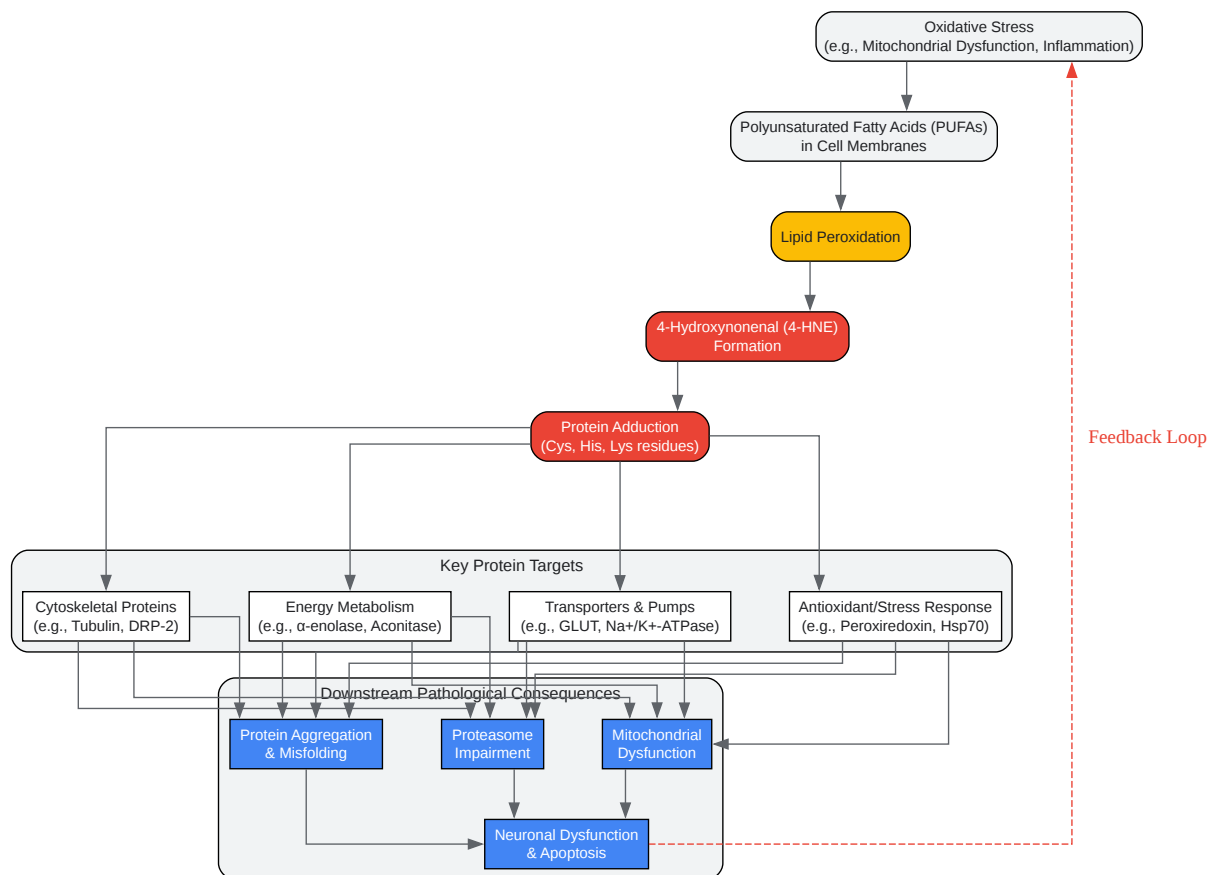 Oxidative Stress
(e.g., Mitochondrial Dysfunction, Inflammation)
Polyunsaturated Fatty Acids (PUFAs)
in Cell Membranes
Lipid Peroxidation
4-Hydroxynonenal (4-HNE)
Formation
Protein Adduction
(Cys, His, Lys residues)
Feedback Loop
Key Protein Targets
Cytoskeletal Proteins
(e.g., Tubulin, DRP-2)
Energy Metabolism
(e.g., α-enolase, Aconitase)
Transporters & Pumps
(e.g., GLUT, Na+/K+-ATPase)
Antioxidant/Stress Response
(e.g., Peroxiredoxin, Hsp70)
Downstream Pathological Consequences
Protein Aggregation
& Misfolding
Proteasome
Impairment
Mitochondrial
Dysfunction
Neuronal Dysfunction
& Apoptosis